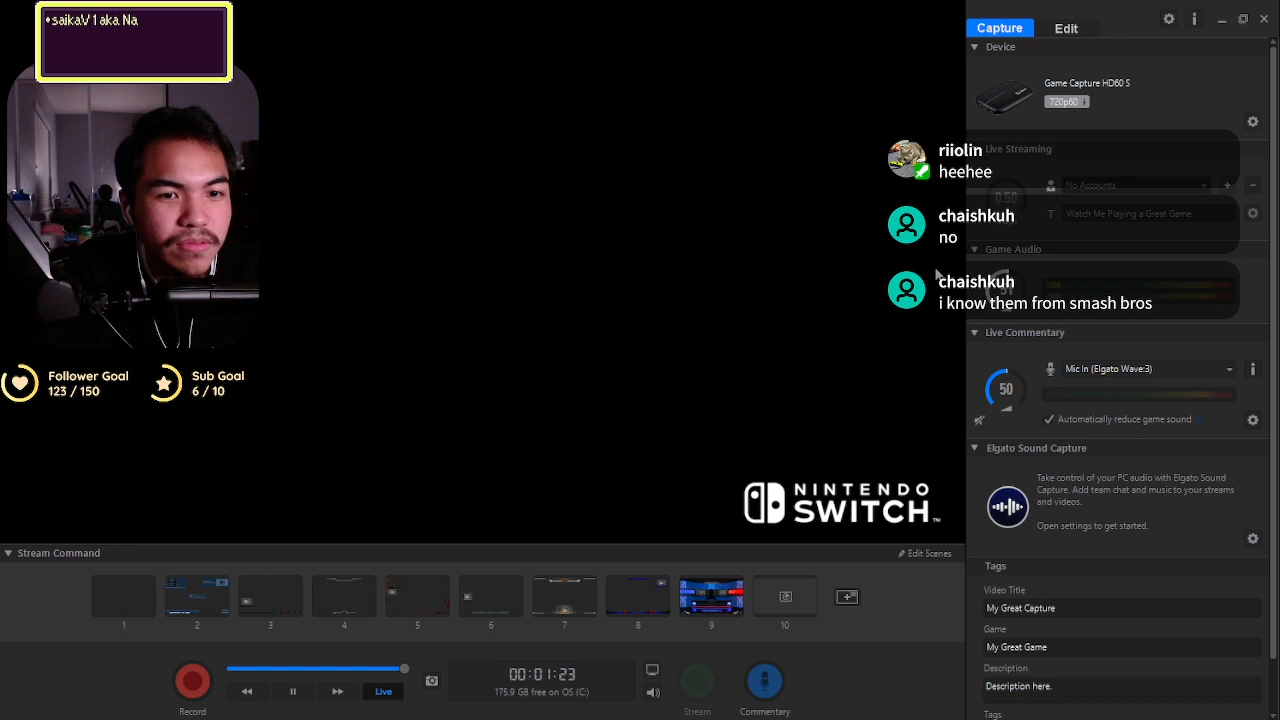 •saikaV1 aka Na
Follower Goal
123 / 150
Sub Goal
6 / 10
NINTENDO
SWITCH™
riiolin
heehee
chaishkuh
no
chaishkuh
i know them from smash bros
Capture
Edit
Device
Game Capture HD60 S
720p60 i
Live Streaming
0.50
No Accounts
T Watch Me Playing a Great Game
Game Audio
Live Commentary
50
Mic In (Elgato Wave:3)
Automatically reduce game sound
Elgato Sound Capture
Take control of your PC audio with Elgato Sound
Capture. Add team chat and music to your streams
and videos.
Open settings to get started.
Tags
Video Title
My Great Capture
Game
My Great Game
Description
Description here.
Tags
Stream Command
Edit Scenes
1
2
3
4
5
6
7
8
9
10
Record
Live
00:01:23
175.9 GB free on OS (C:)
Stream
Commentary